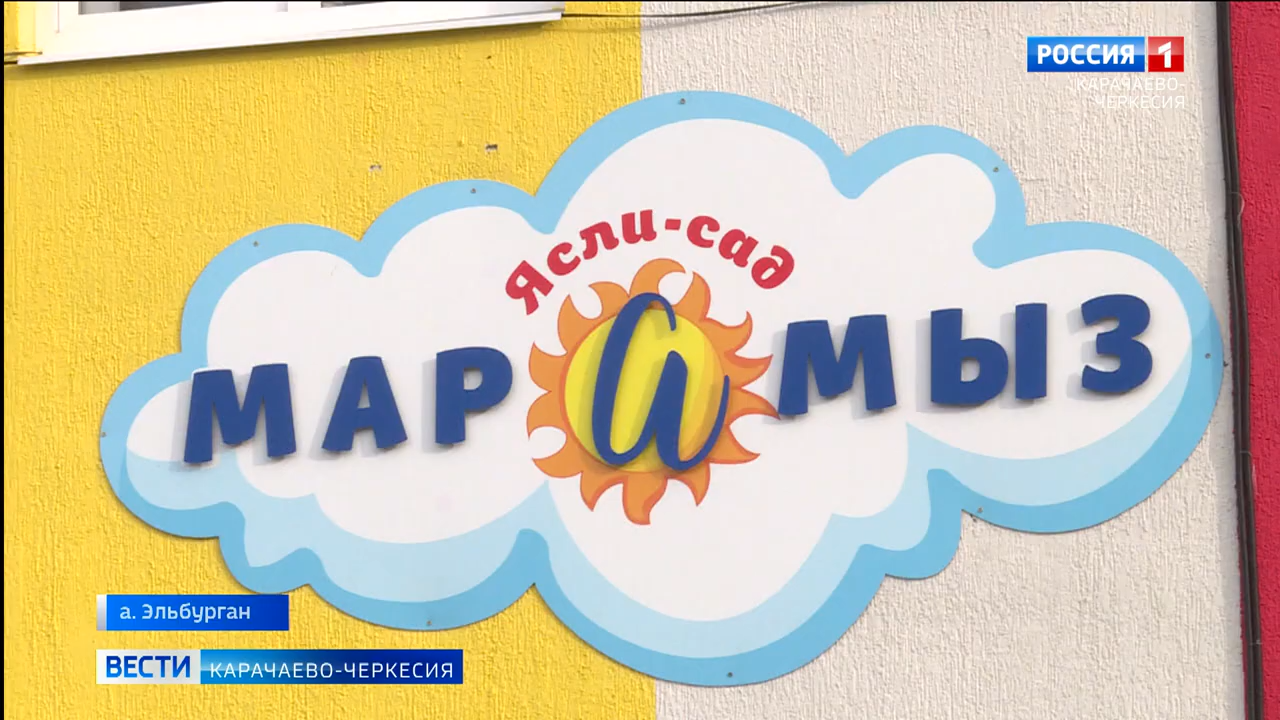 РОССИЯ 1
КАРАЧАЕВО-
ЧЕРКЕСИЯ
Ясли-сад
МАРАМЫЗ
а. Эльбурган
ВЕСТИ КАРАЧАЕВО-ЧЕРКЕСИЯ